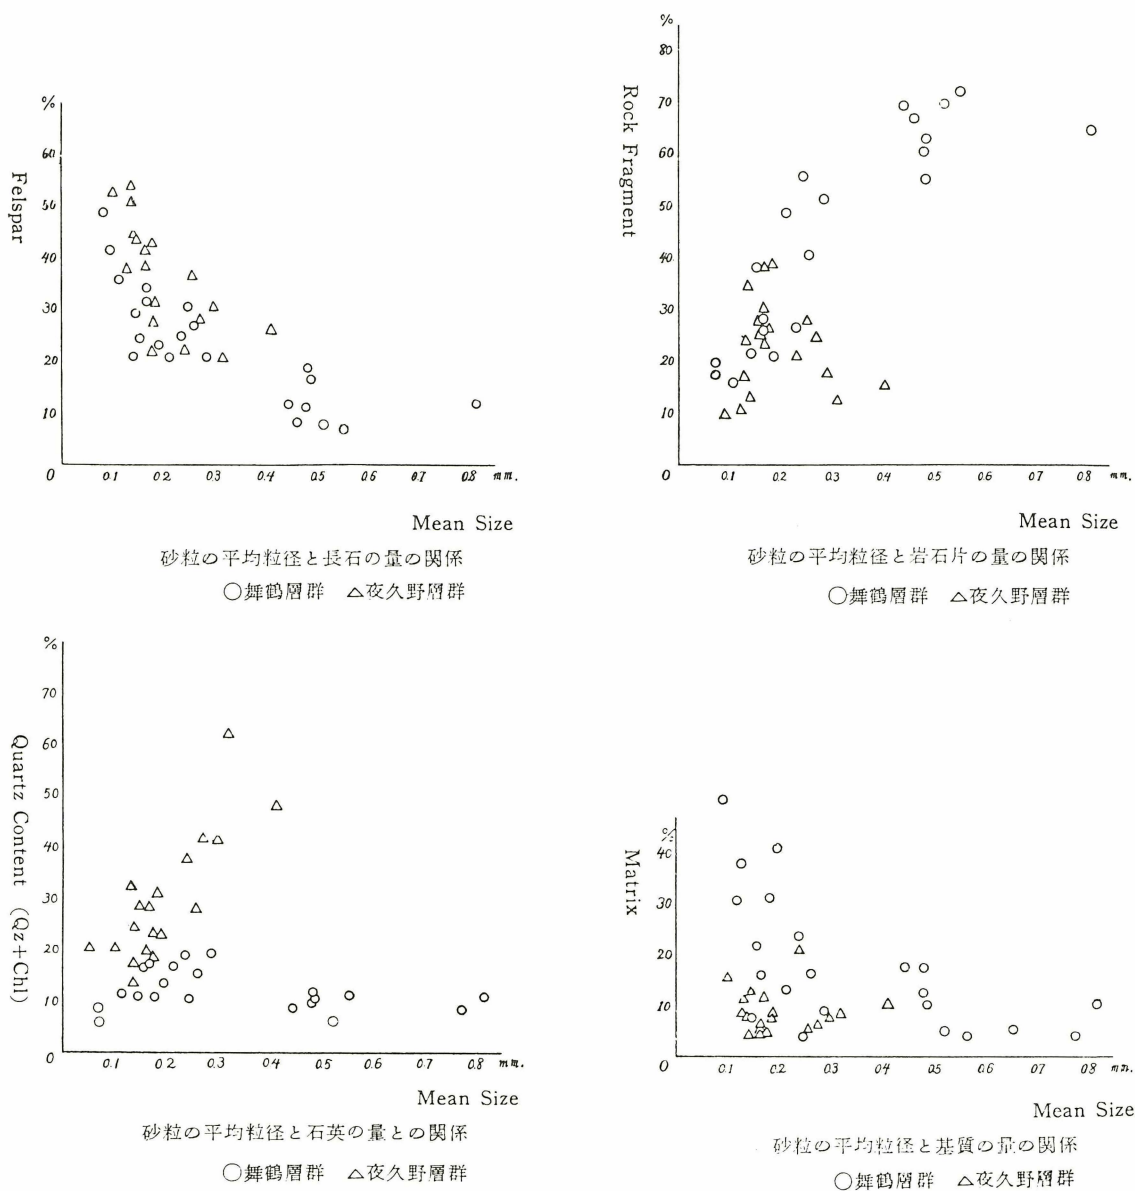 %
Felspar
60
50
40
30
20
10
0
0.1 0.2 0.3 0.4 0.5 0.6 0.7 0.8 mm.
Mean Size
砂粒の平均粒径と長石の量の関係
○舞鶴層群 △夜久野層群
%
Rock Fragment
80
70
60
50
40
30
20
10
0
0.1 0.2 0.3 0.4 0.5 0.6 0.7 0.8 mm.
Mean Size
砂粒の平均粒径と岩石片の量の関係
○舞鶴層群 △夜久野層群
%
Quartz Content (Qz+Chl)
70
60
50
40
30
20
10
0
0.1 0.2 0.3 0.4 0.5 0.6 0.7 0.8 mm.
Mean Size
砂粒の平均粒径と石英の量との関係
○舞鶴層群 △夜久野層群
%
Matrix
40
30
20
10
0
0.1 0.2 0.3 0.4 0.5 0.6 0.7 0.8 mm.
Mean Size
砂粒の平均粒径と基質の量の関係
○舞鶴層群 △夜久野層群